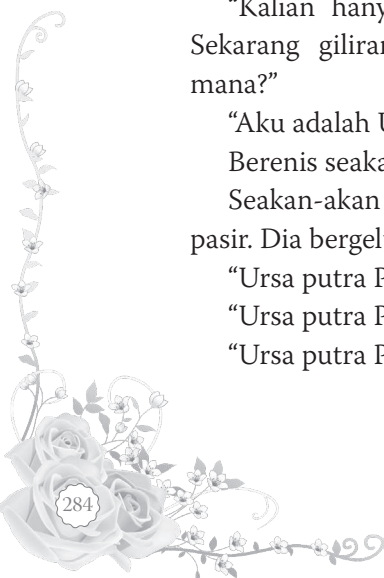 “Kalian hany
Sekarang giliran
mana?”
“Aku adalah U
Berenis seaka
Seakan-akan
pasir. Dia bergel
“Ursa putra P
“Ursa putra P
“Ursa putra P
284